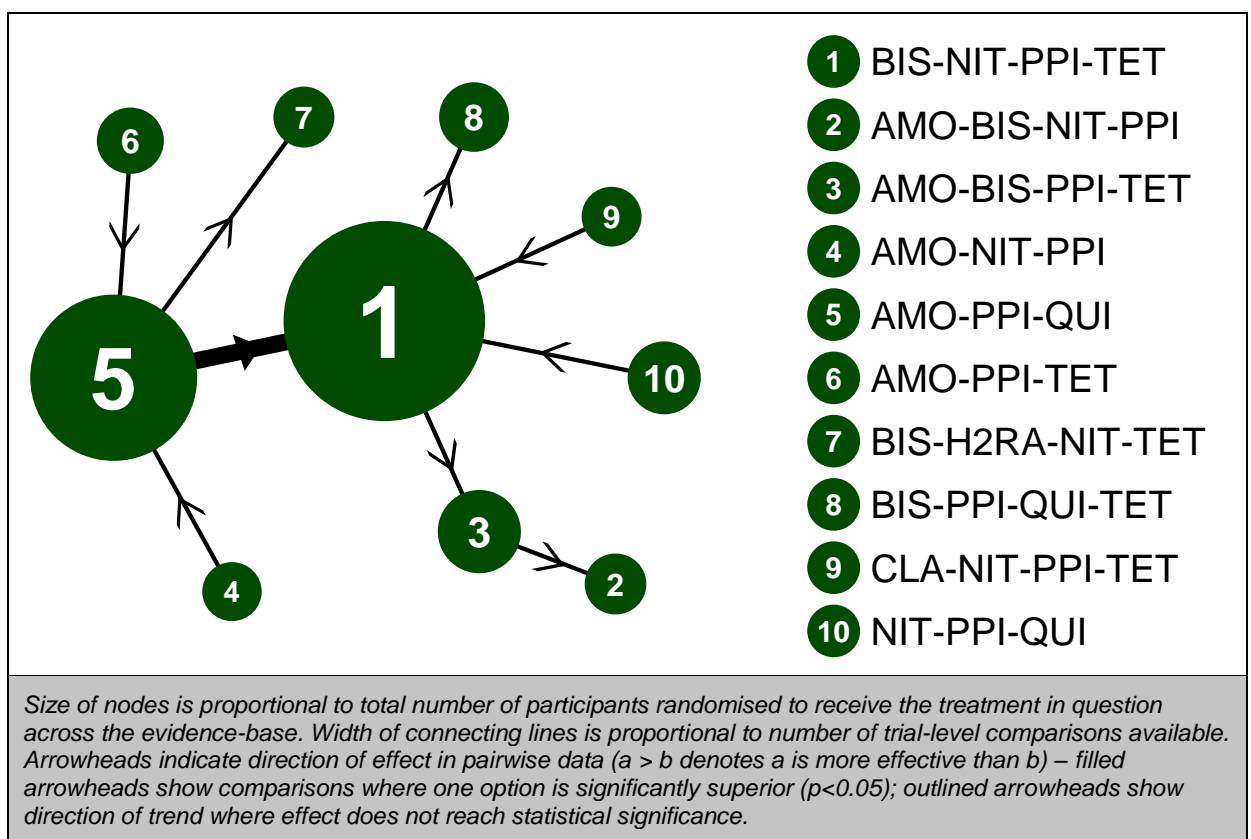 6
7
8
9
1
5
10
3
4
2
1 BIS-NIT-PPI-TET
2 AMO-BIS-NIT-PPI
3 AMO-BIS-PPI-TET
4 AMO-NIT-PPI
5 AMO-PPI-QUI
6 AMO-PPI-TET
7 BIS-H2RA-NIT-TET
8 BIS-PPI-QUI-TET
9 CLA-NIT-PPI-TET
10 NIT-PPI-QUI
Size of nodes is proportional to total number of participants randomised to receive the treatment in question
across the evidence-base. Width of connecting lines is proportional to number of trial-level comparisons available.
Arrowheads indicate direction of effect in pairwise data (a > b denotes a is more effective than b) – filled
arrowheads show comparisons where one option is significantly superior (p<0.05); outlined arrowheads show
direction of trend where effect does not reach statistical significance.